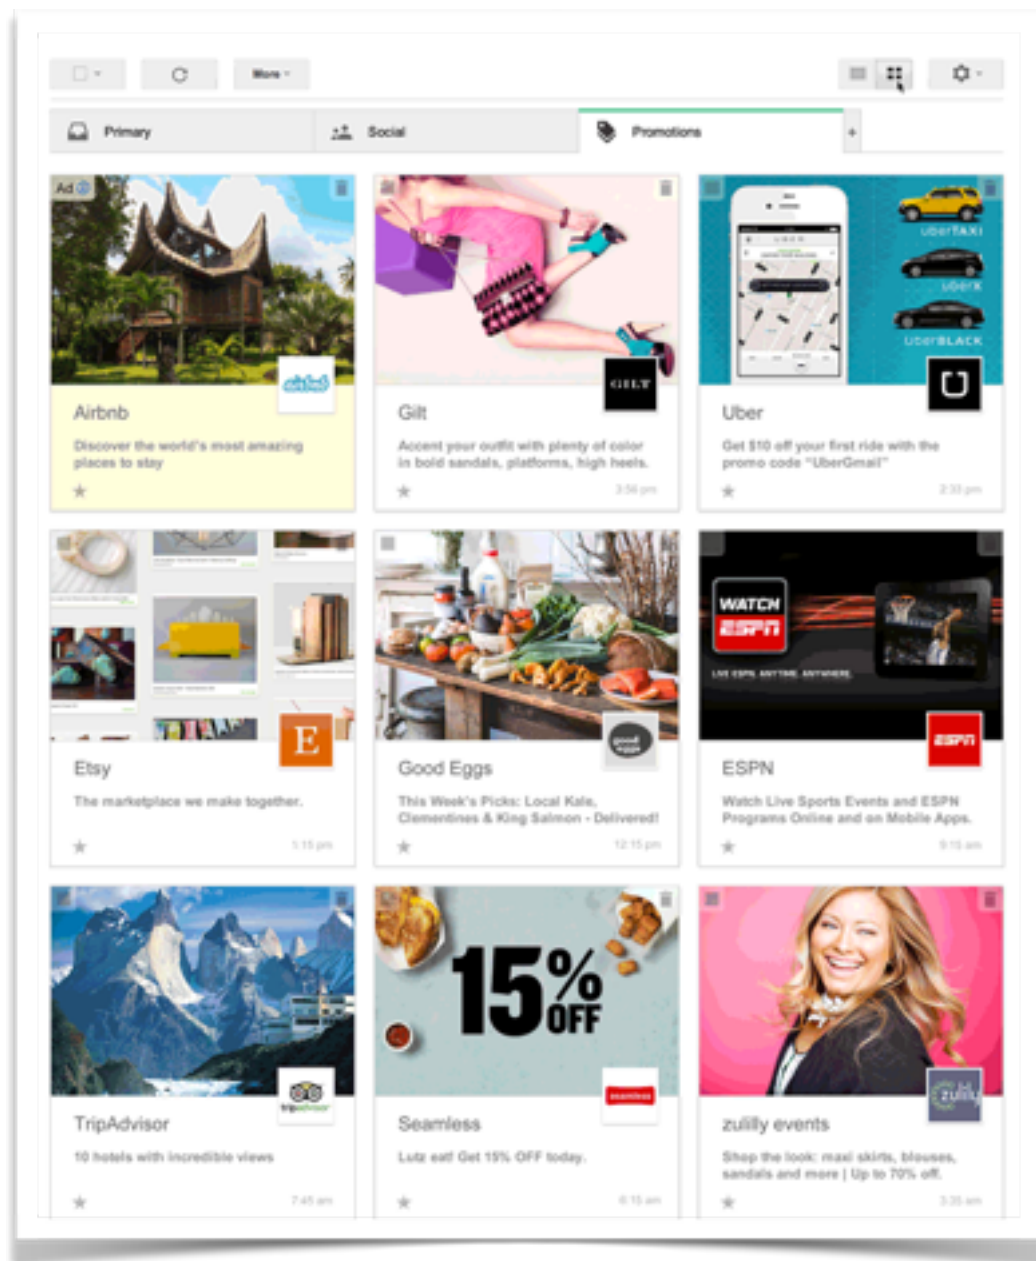 More
Primary
Social
Promotions
+
Ad
airbnb
Airbnb
Discover the world's most amazing
places to stay
GILT
Gilt
Accent your outfit with plenty of color
in bold sandals, platforms, high heels.
3:56 pm
UBER
uberTAXI
uberX
UberBLACK
Uber
Get $10 off your first ride with the
promo code “UberGmail”
2:33 pm
E
Etsy
The marketplace we make together.
1:15 pm
good
eggs
Good Eggs
This Week's Picks: Local Kale,
Clementines & King Salmon - Delivered!
12:15 pm
WATCH
ESPN
LIVE ESPN. ANYTIME. ANYWHERE.
ESPN
ESPN
Watch Live Sports Events and ESPN
Programs Online and on Mobile Apps.
9:15 am
tripadvisor
TripAdvisor
10 hotels with incredible views
7:45 am
15%
OFF
seamless
Seamless
Lutz eat! Get 15% OFF today.
6:15 am
zulily
zulilly events
Shop the look: maxi skirts, blouses,
sandals and more | Up to 70% off.
3:35 am